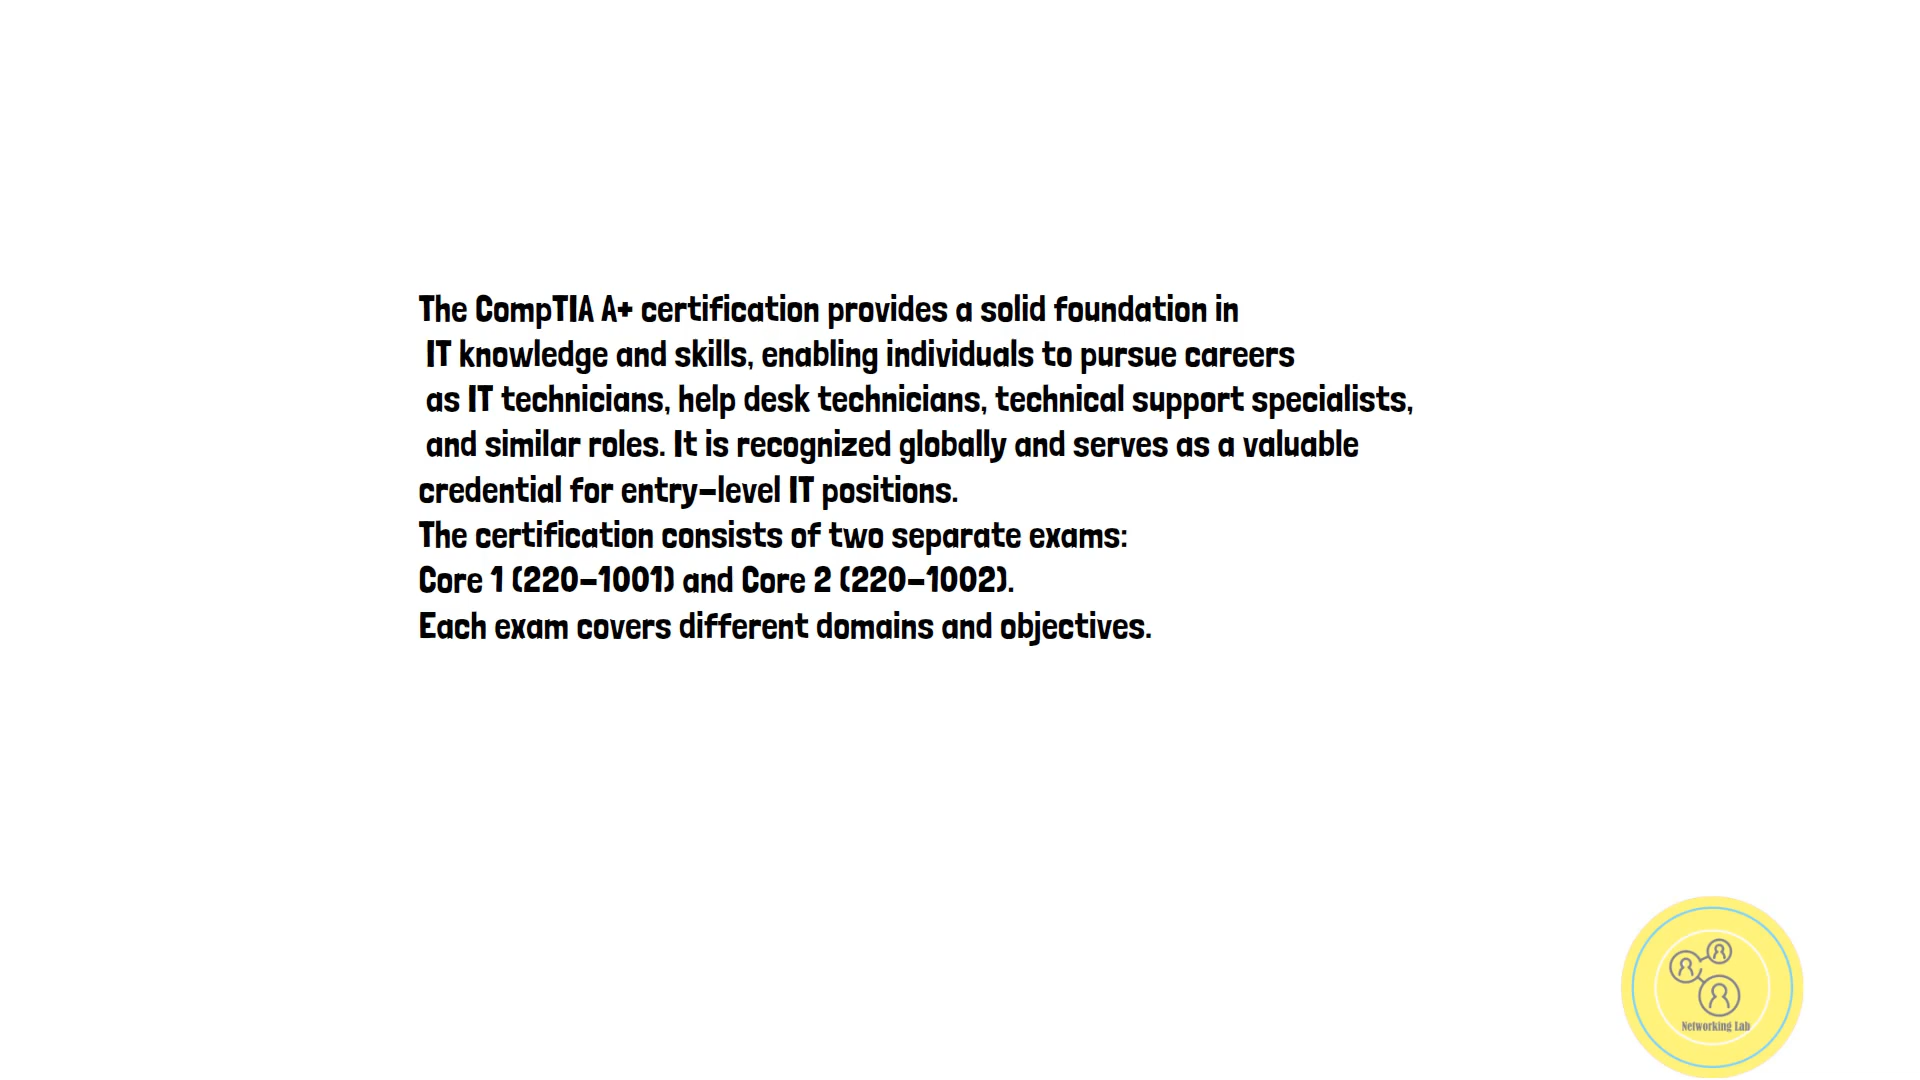 The CompTIA A+ certification provides a solid foundation in
IT knowledge and skills, enabling individuals to pursue careers
as IT technicians, help desk technicians, technical support specialists,
and similar roles. It is recognized globally and serves as a valuable
credential for entry-level IT positions.
The certification consists of two separate exams:
Core 1 (220-1001) and Core 2 (220-1002).
Each exam covers different domains and objectives.
Networking Lab